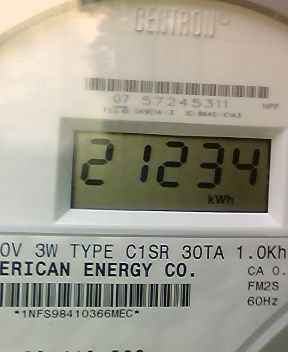 CENTRON®
07 57245311 HPP
21234
kWh
0V 3W TYPE C1SR 30TA 1.0Kh
ERICAN ENERGY CO. CA 0.
FM2S
60Hz
*1NFS98410366MEC*